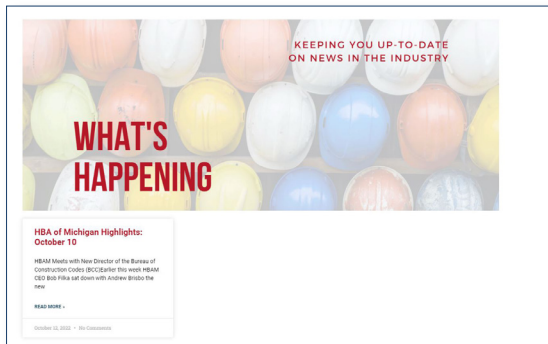 KEEPING YOU UP-TO-DATE
ON NEWS IN THE INDUSTRY
WHAT'S
HAPPENING
HBA of Michigan Highlights:
October 10
HBAM Meets with New Director of the Bureau of
Construction Codes (BCC)Earlier this week HBAM
CEO Bob Filka sat down with Andrew Brisbo the
new
READ MORE »
October • No Comments